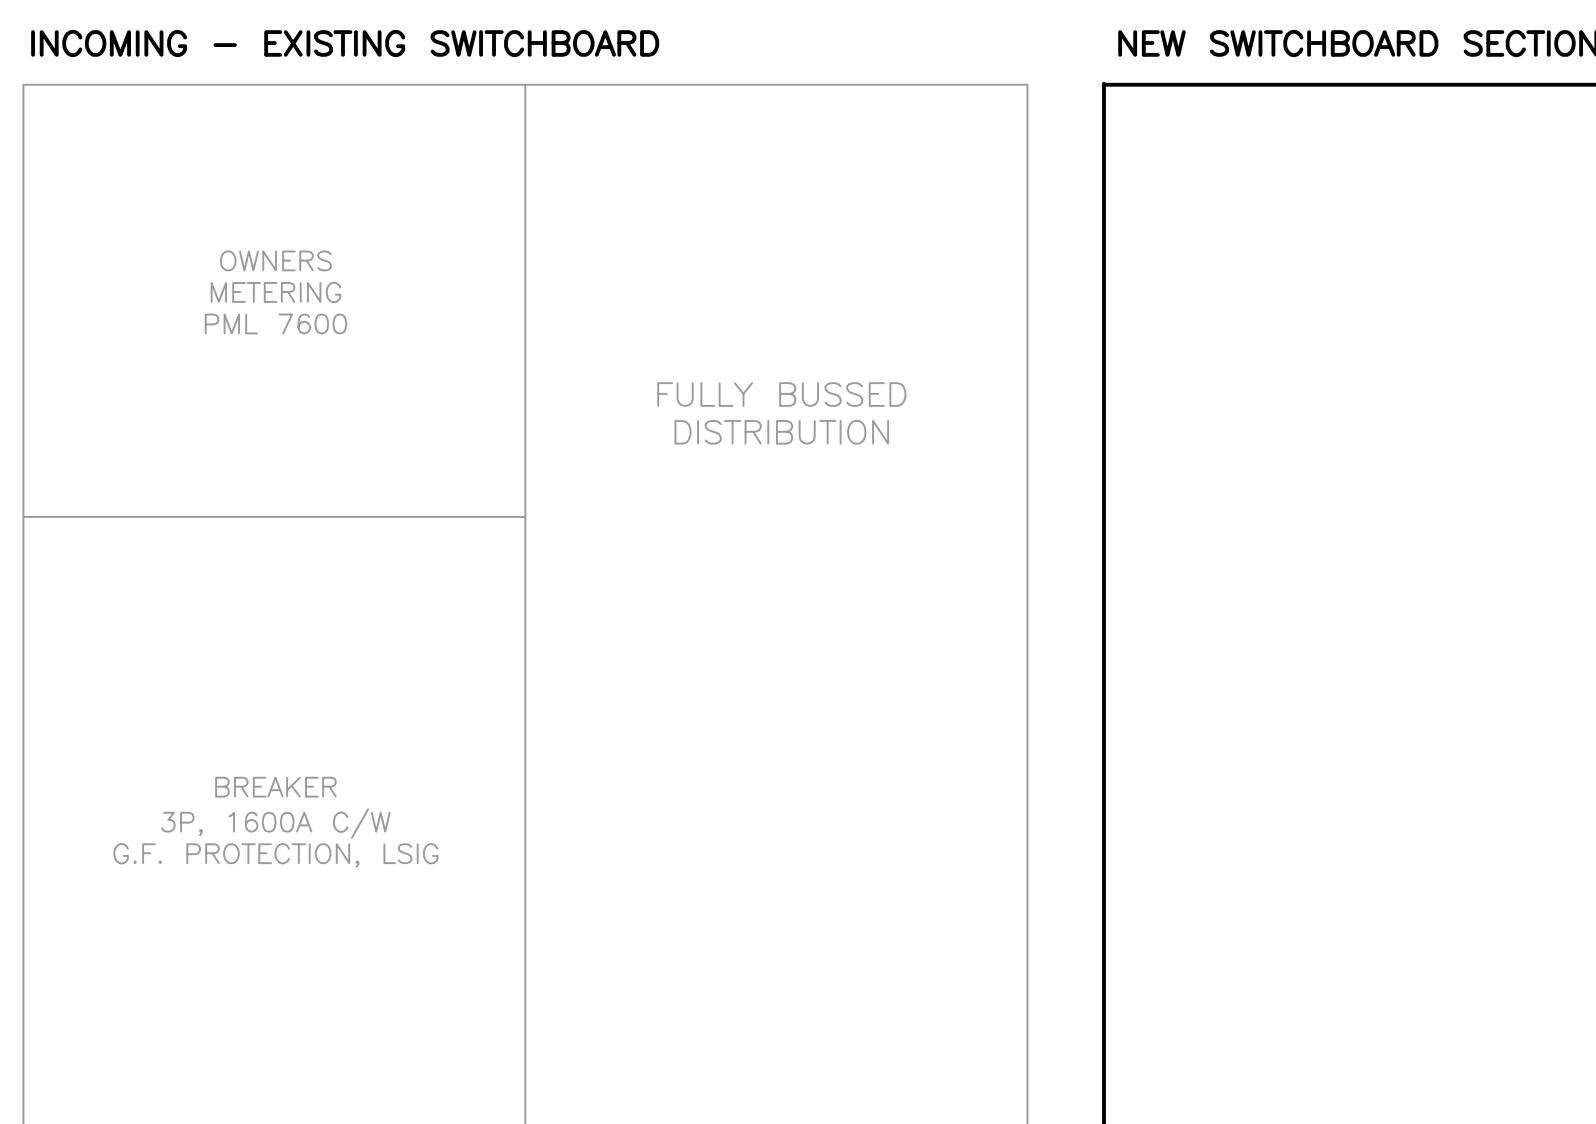 INCOMING – EXISTING SWITCHBOARD
NEW SWITCHBOARD SECTION
OWNERS
METERING
PML 7600
FULLY BUSSED
DISTRIBUTION
BREAKER
3P, 1600A C/W
G.F. PROTECTION, LSIG